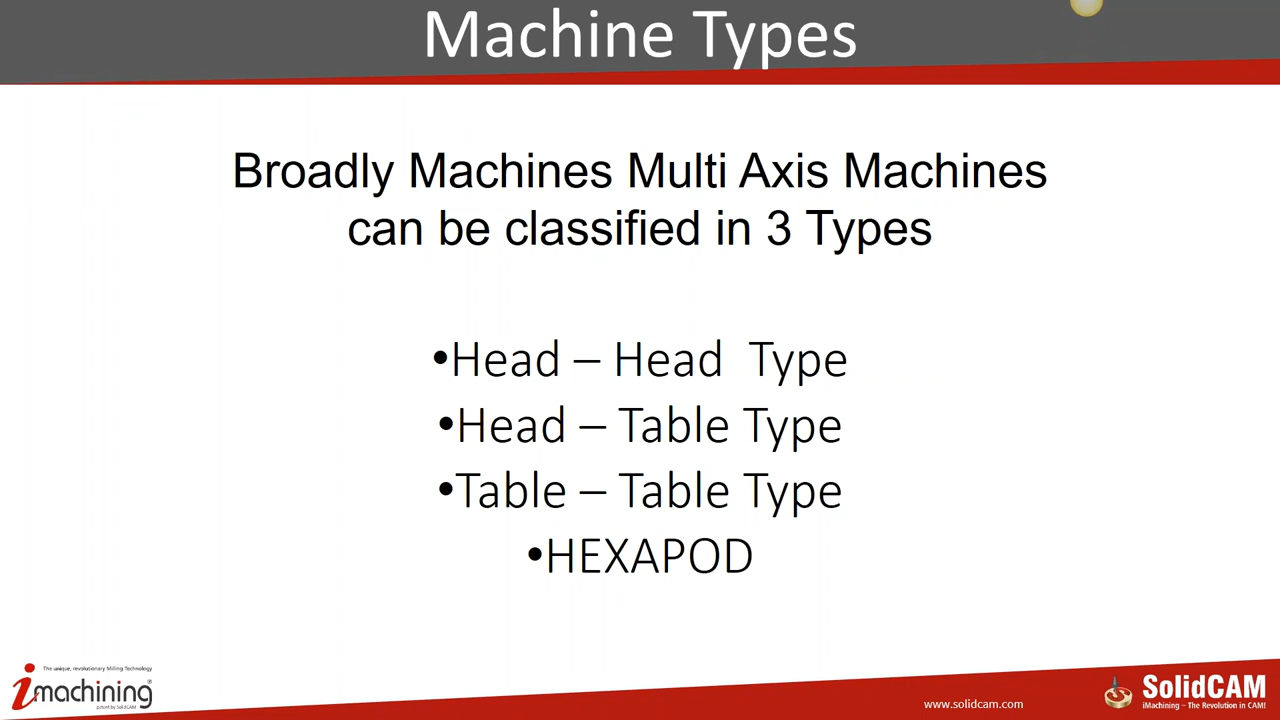 Machine Types
Broadly Machines Multi Axis Machines
can be classified in 3 Types
•Head – Head Type
•Head – Table Type
•Table – Table Type
•HEXAPOD
The unique, revolutionary Milling Technology
imachining®
patent by SolidCAM
www.solidcam.com
SolidCAM
iMachining – The Revolution in CAM!